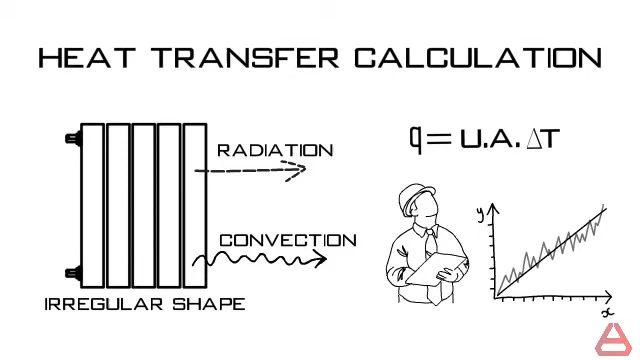 HEAT TRANSFER CALCULATION
RADIATION
q = U.A. ΔT
CONVECTION
y
x
IRREGULAR SHAPE